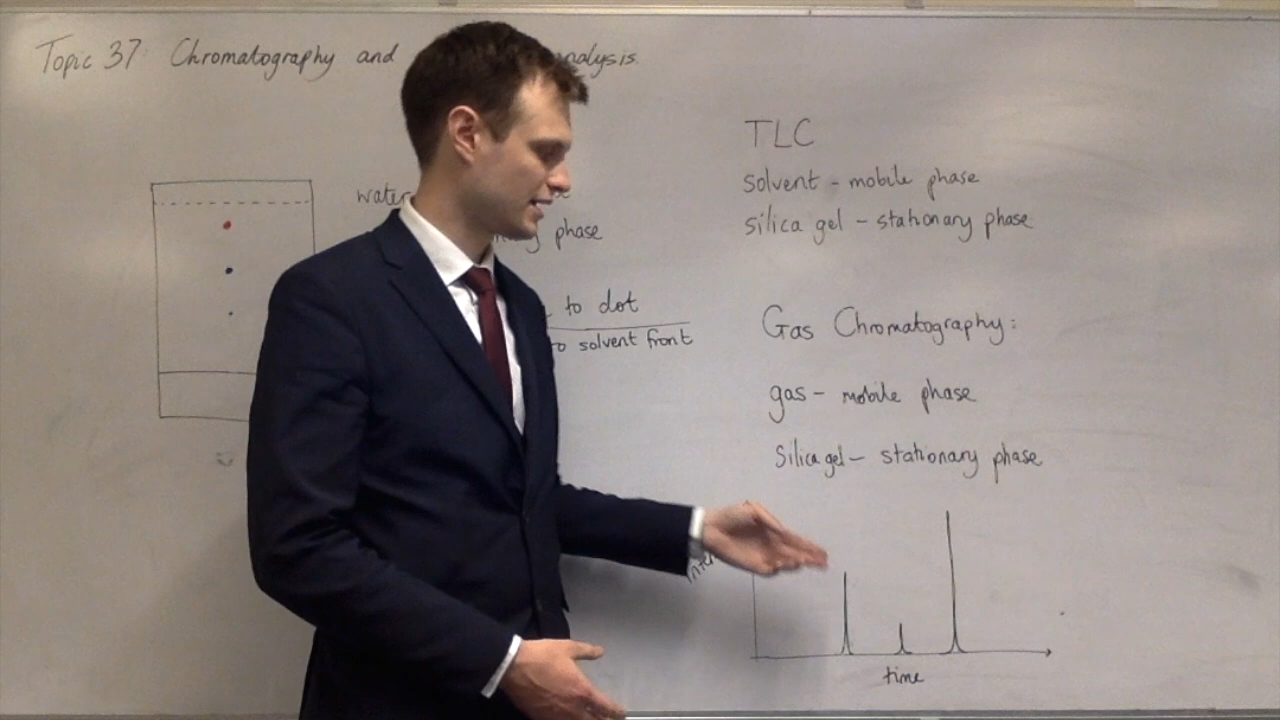 Topic 37: Chromatography and
water
phase
to dot
solvent front
TLC
solvent - mobile phase
silica gel - stationary phase
Gas Chromatography:
gas - mobile phase
Silica gel - stationary phase
time